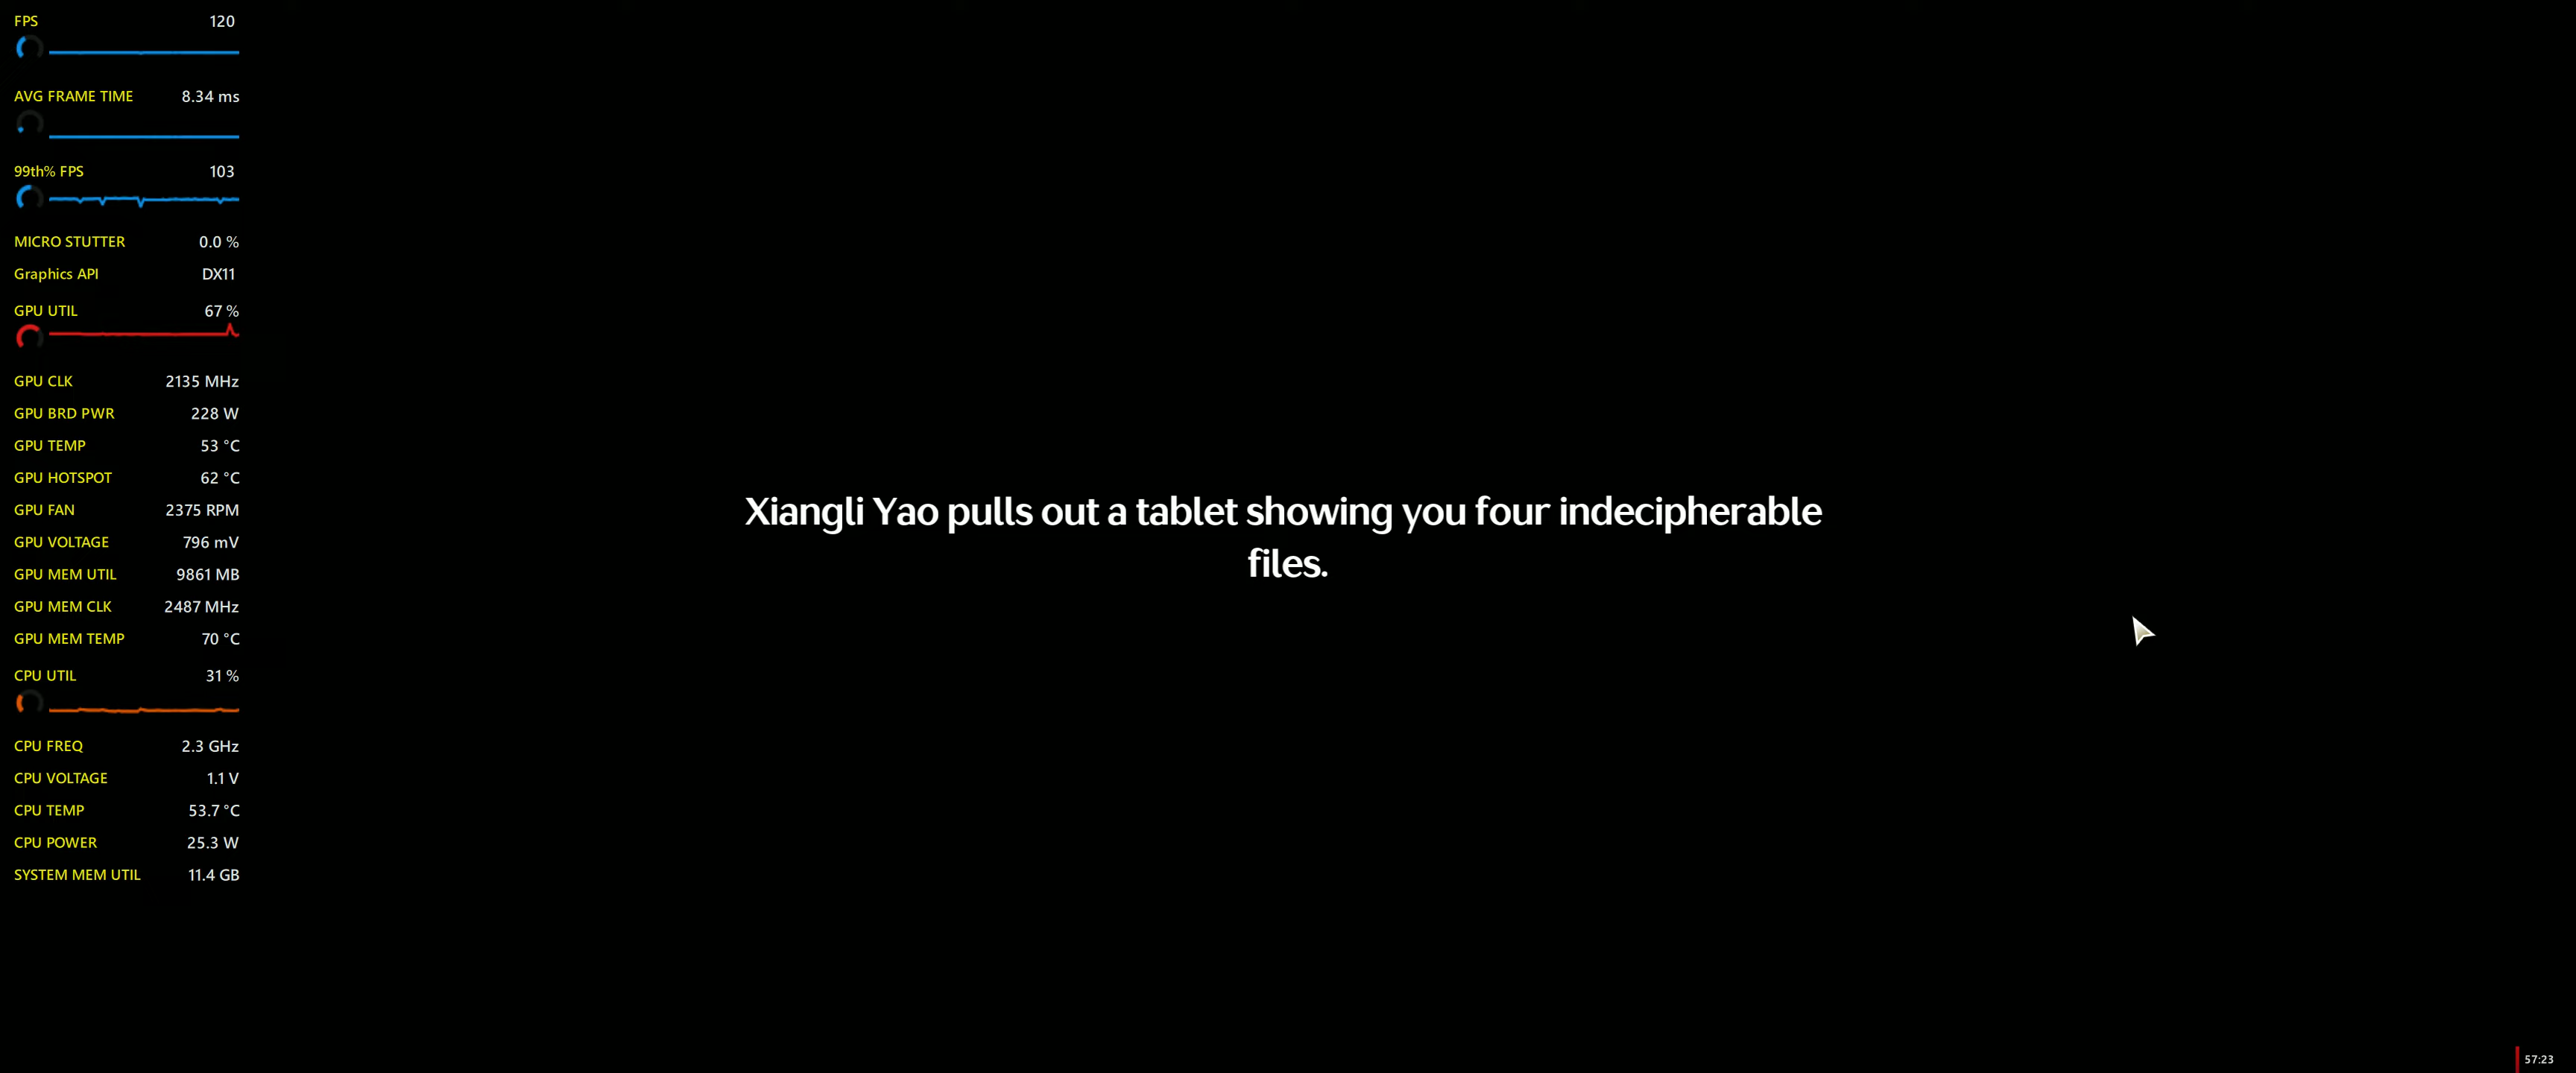 FPS 120
AVG FRAME TIME 8.34 ms
99th% FPS 103
MICRO STUTTER 0.0 %
Graphics API DX11
GPU UTIL 67 %
GPU CLK 2135 MHz
GPU BRD PWR 228 W
GPU TEMP 53 °C
GPU HOTSPOT 62 °C
GPU FAN 2375 RPM
GPU VOLTAGE 796 mV
GPU MEM UTIL 9861 MB
GPU MEM CLK 2487 MHz
GPU MEM TEMP 70 °C
CPU UTIL 31 %
CPU FREQ 2.3 GHz
CPU VOLTAGE 1.1 V
CPU TEMP 53.7 °C
CPU POWER 25.3 W
SYSTEM MEM UTIL 11.4 GB
Xiangli Yao pulls out a tablet showing you four indecipherable
files.
57:23